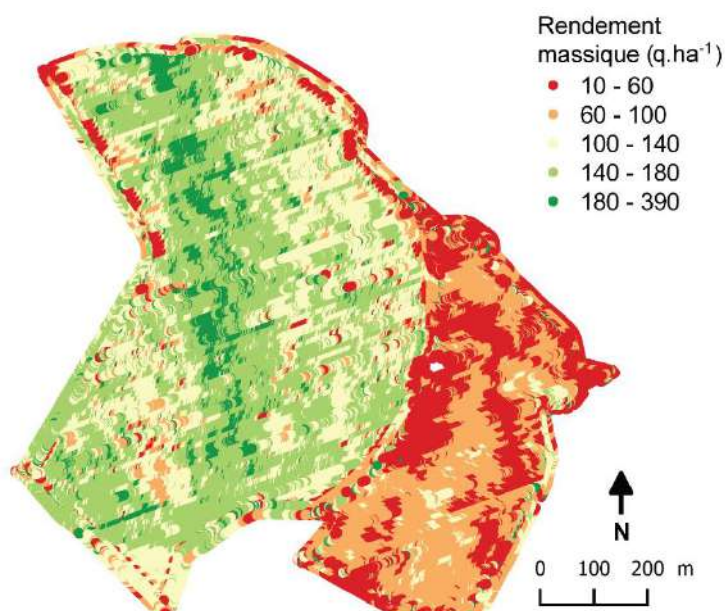 Rendement
massique (q.ha⁻¹)
10 - 60
60 - 100
100 - 140
140 - 180
180 - 390
N
0 100 200 m